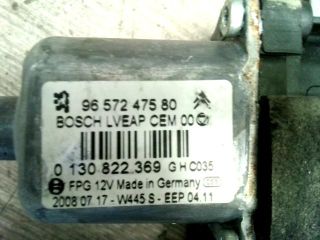 96 572 475 80
BOSCH LVEAP CEM 00
0 130 822 369 G H C035
FPG 12V Made in Germany
2008 07 17 - W445 S - EEP 04.11